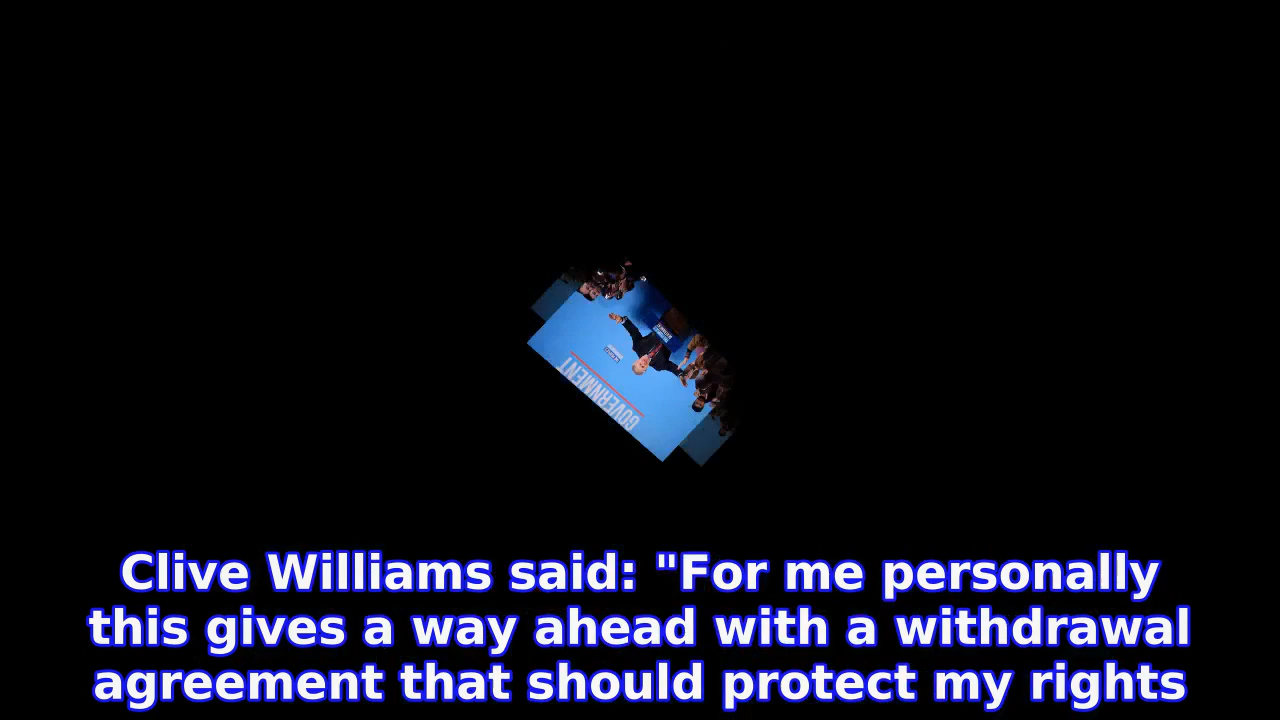 GOVERNMENT
Clive Williams said: "For me personally
this gives a way ahead with a withdrawal
agreement that should protect my rights